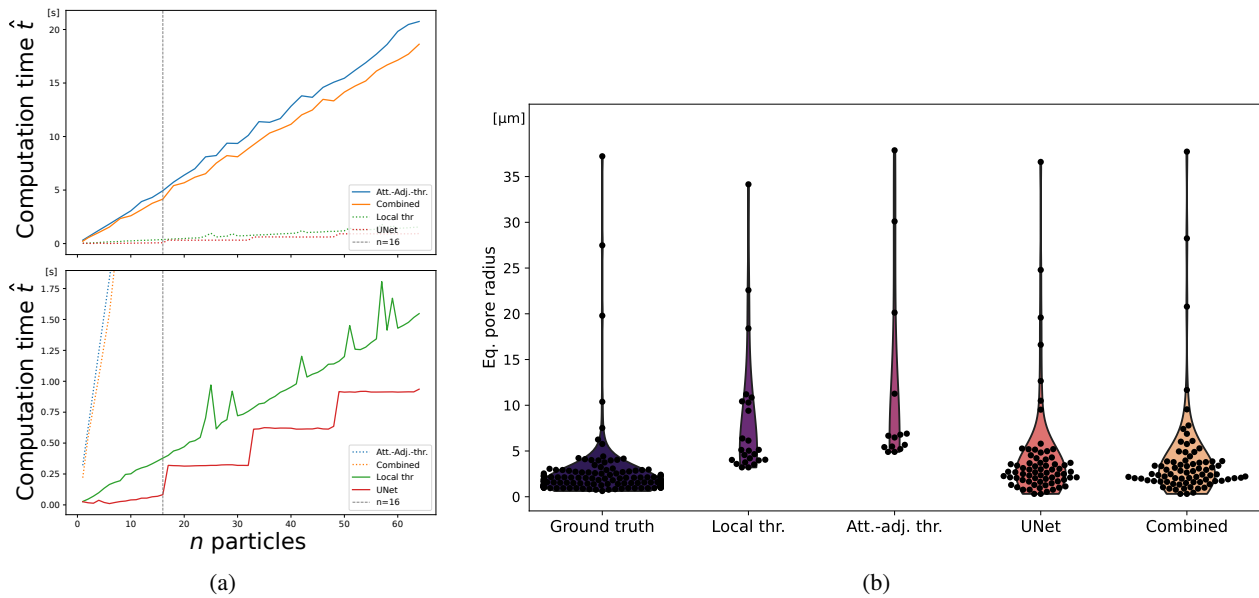 [s]
Computation time t̂
20
15
10
5
0
Att.-Adj.-thr.
Combined
Local thr
UNet
n=16
[s]
Computation time t̂
1.75
1.50
1.25
1.00
0.75
0.50
0.25
0.00
Att.-Adj.-thr.
Combined
Local thr
UNet
n=16
0 10 20 30 40 50 60
n particles
(a)
[μm]
Eq. pore radius
35
30
25
20
15
10
5
0
Ground truth Local thr. Att.-adj. thr. UNet Combined
(b)